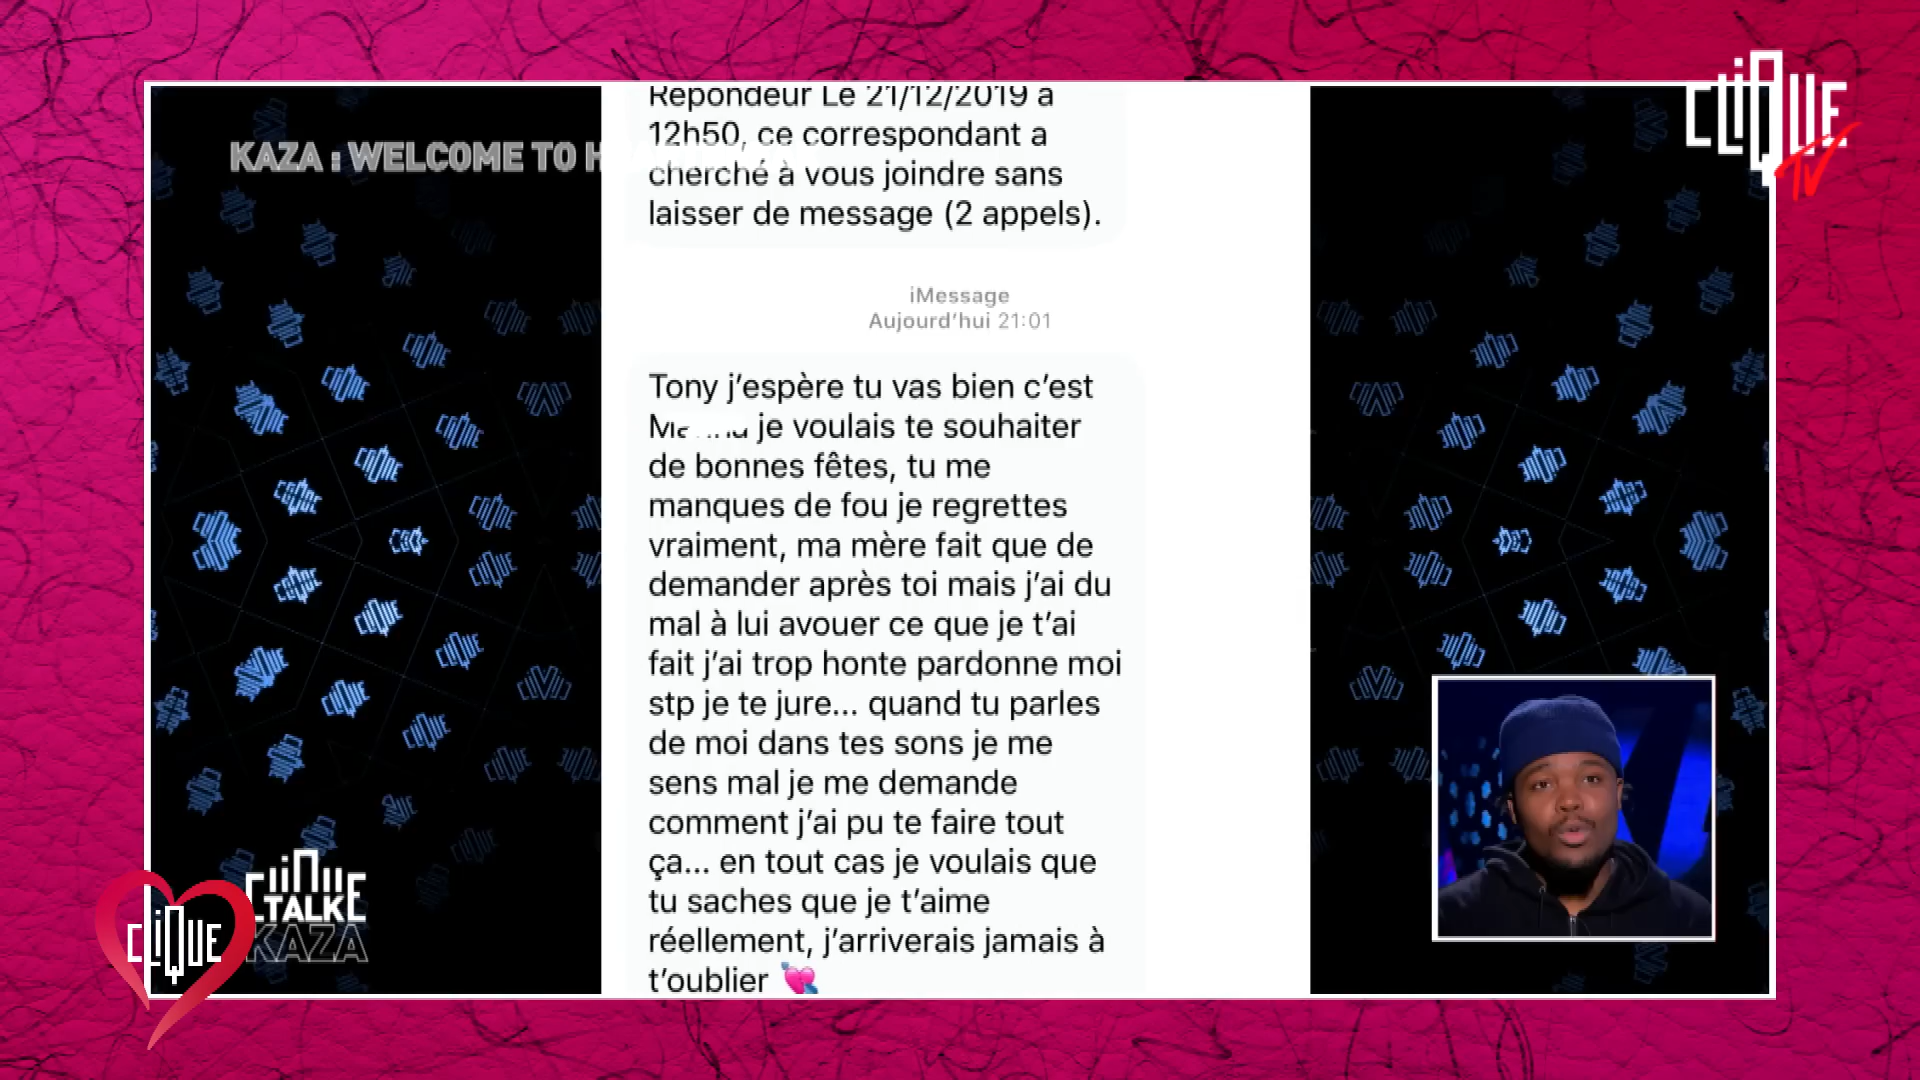 CLIQUE
TV
KAZA : WELCOME TO
Répondeur Le 21/12/2019 à
12h50, ce correspondant a
cherché à vous joindre sans
laisser de message (2 appels).
iMessage
Aujourd'hui 21:01
Tony j'espère tu vas bien c'est
je voulais te souhaiter
de bonnes fêtes, tu me
manques de fou je regrettes
vraiment, ma mère fait que de
demander après toi mais j'ai du
mal à lui avouer ce que je t'ai
fait j'ai trop honte pardonne moi
stp je te jure... quand tu parles
de moi dans tes sons je me
sens mal je me demande
comment j'ai pu te faire tout
ça... en tout cas je voulais que
tu saches que je t'aime
réellement, j'arriverais jamais à
t'oublier 💘
CLIQUE
TALK
KAZA
CLIQUE